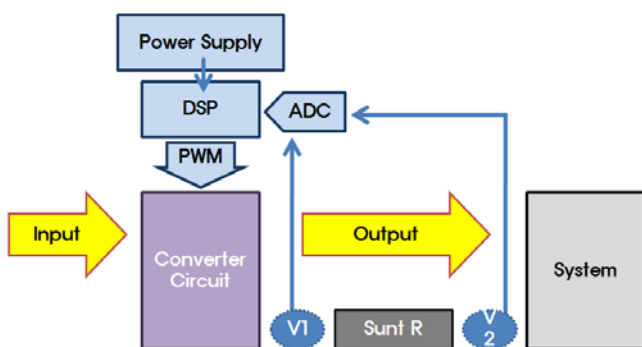 Power Supply
DSP
ADC
PWM
Input
Output
Converter
Circuit
System
V1
Sunt R
V
2